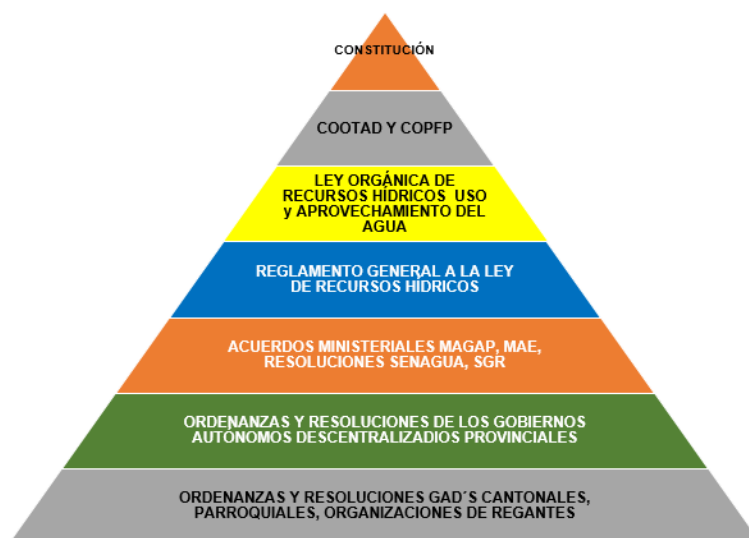 CONSTITUCIÓN
COOTAD Y COPFP
LEY ORGÁNICA DE
RECURSOS HÍDRICOS USO
y APROVECHAMIENTO DEL
AGUA
REGLAMENTO GENERAL A LA LEY
DE RECURSOS HÍDRICOS
ACUERDOS MINISTERIALES MAGAP, MAE,
RESOLUCIONES SENAGUA, SGR
ORDENANZAS Y RESOLUCIONES DE LOS GOBIERNOS
AUTÓNOMOS DESCENTRALIZADIOS PROVINCIALES
ORDENANZAS Y RESOLUCIONES GAD´S CANTONALES,
PARROQUIALES, ORGANIZACIONES DE REGANTES